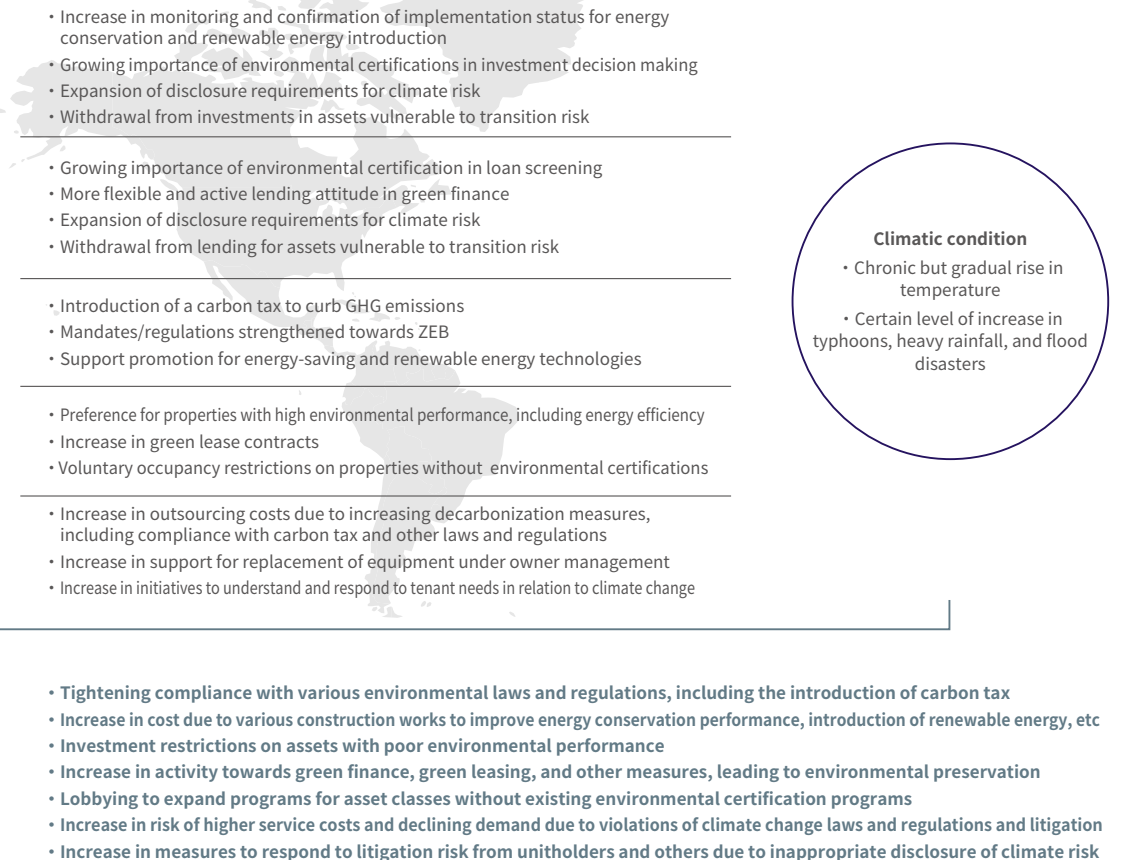 ・Increase in monitoring and confirmation of implementation status for energy
conservation and renewable energy introduction
・Growing importance of environmental certifications in investment decision making
・Expansion of disclosure requirements for climate risk
・Withdrawal from investments in assets vulnerable to transition risk
・Growing importance of environmental certification in loan screening
・More flexible and active lending attitude in green finance
・Expansion of disclosure requirements for climate risk
・Withdrawal from lending for assets vulnerable to transition risk
・Introduction of a carbon tax to curb GHG emissions
・Mandates/regulations strengthened towards ZEB
・Support promotion for energy-saving and renewable energy technologies
・Preference for properties with high environmental performance, including energy efficiency
・Increase in green lease contracts
・Voluntary occupancy restrictions on properties without environmental certifications
・Increase in outsourcing costs due to increasing decarbonization measures,
including compliance with carbon tax and other laws and regulations
・Increase in support for replacement of equipment under owner management
・Increase in initiatives to understand and respond to tenant needs in relation to climate change
Climatic condition
・Chronic but gradual rise in
temperature
・Certain level of increase in
typhoons, heavy rainfall, and flood
disasters
・Tightening compliance with various environmental laws and regulations, including the introduction of carbon tax
・Increase in cost due to various construction works to improve energy conservation performance, introduction of renewable energy, etc
・Investment restrictions on assets with poor environmental performance
・Increase in activity towards green finance, green leasing, and other measures, leading to environmental preservation
・Lobbying to expand programs for asset classes without existing environmental certification programs
・Increase in risk of higher service costs and declining demand due to violations of climate change laws and regulations and litigation
・Increase in measures to respond to litigation risk from unitholders and others due to inappropriate disclosure of climate risk